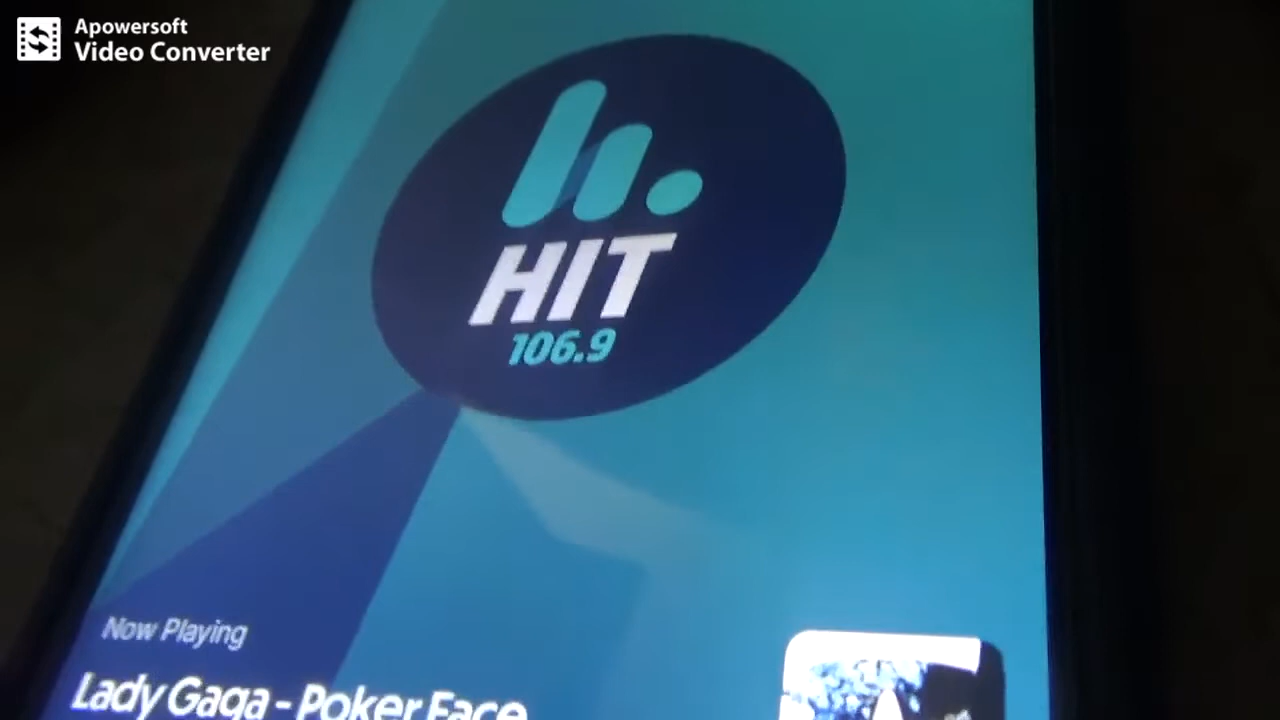 Apowersoft
Video Converter
HIT
106.9
Now Playing
Lady Gaga - Poker Face